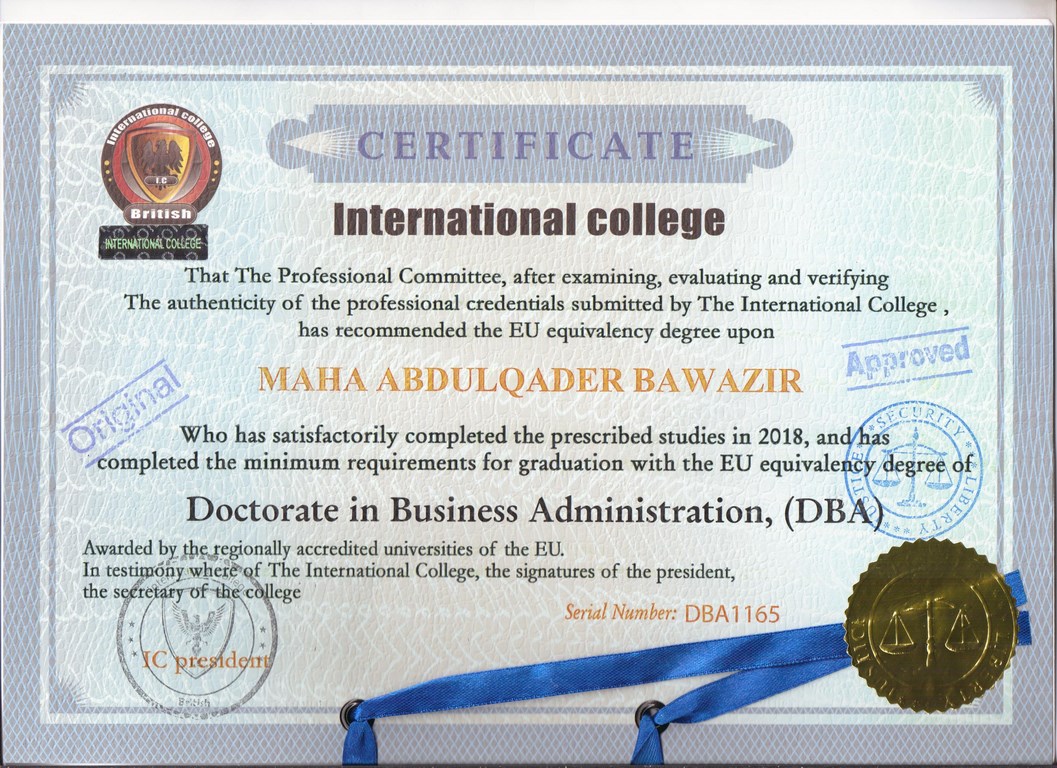 International college
I.C
British
INTERNATIONAL COLLEGE
CERTIFICATE
International college
That The Professional Committee, after examining, evaluating and verifying
The authenticity of the professional credentials submitted by The International College ,
has recommended the EU equivalency degree upon
Approved
MAHA ABDULQADER BAWAZIR
Original
Who has satisfactorily completed the prescribed studies in 2018, and has
completed the minimum requirements for graduation with the EU equivalency degree of
SECURITY * LIBERTY *** JUSTICE
Doctorate in Business Administration, (DBA)
Awarded by the regionally accredited universities of the EU.
In testimony where of The International College, the signatures of the president,
the secretary of the college
Serial Number: DBA1165
IC president